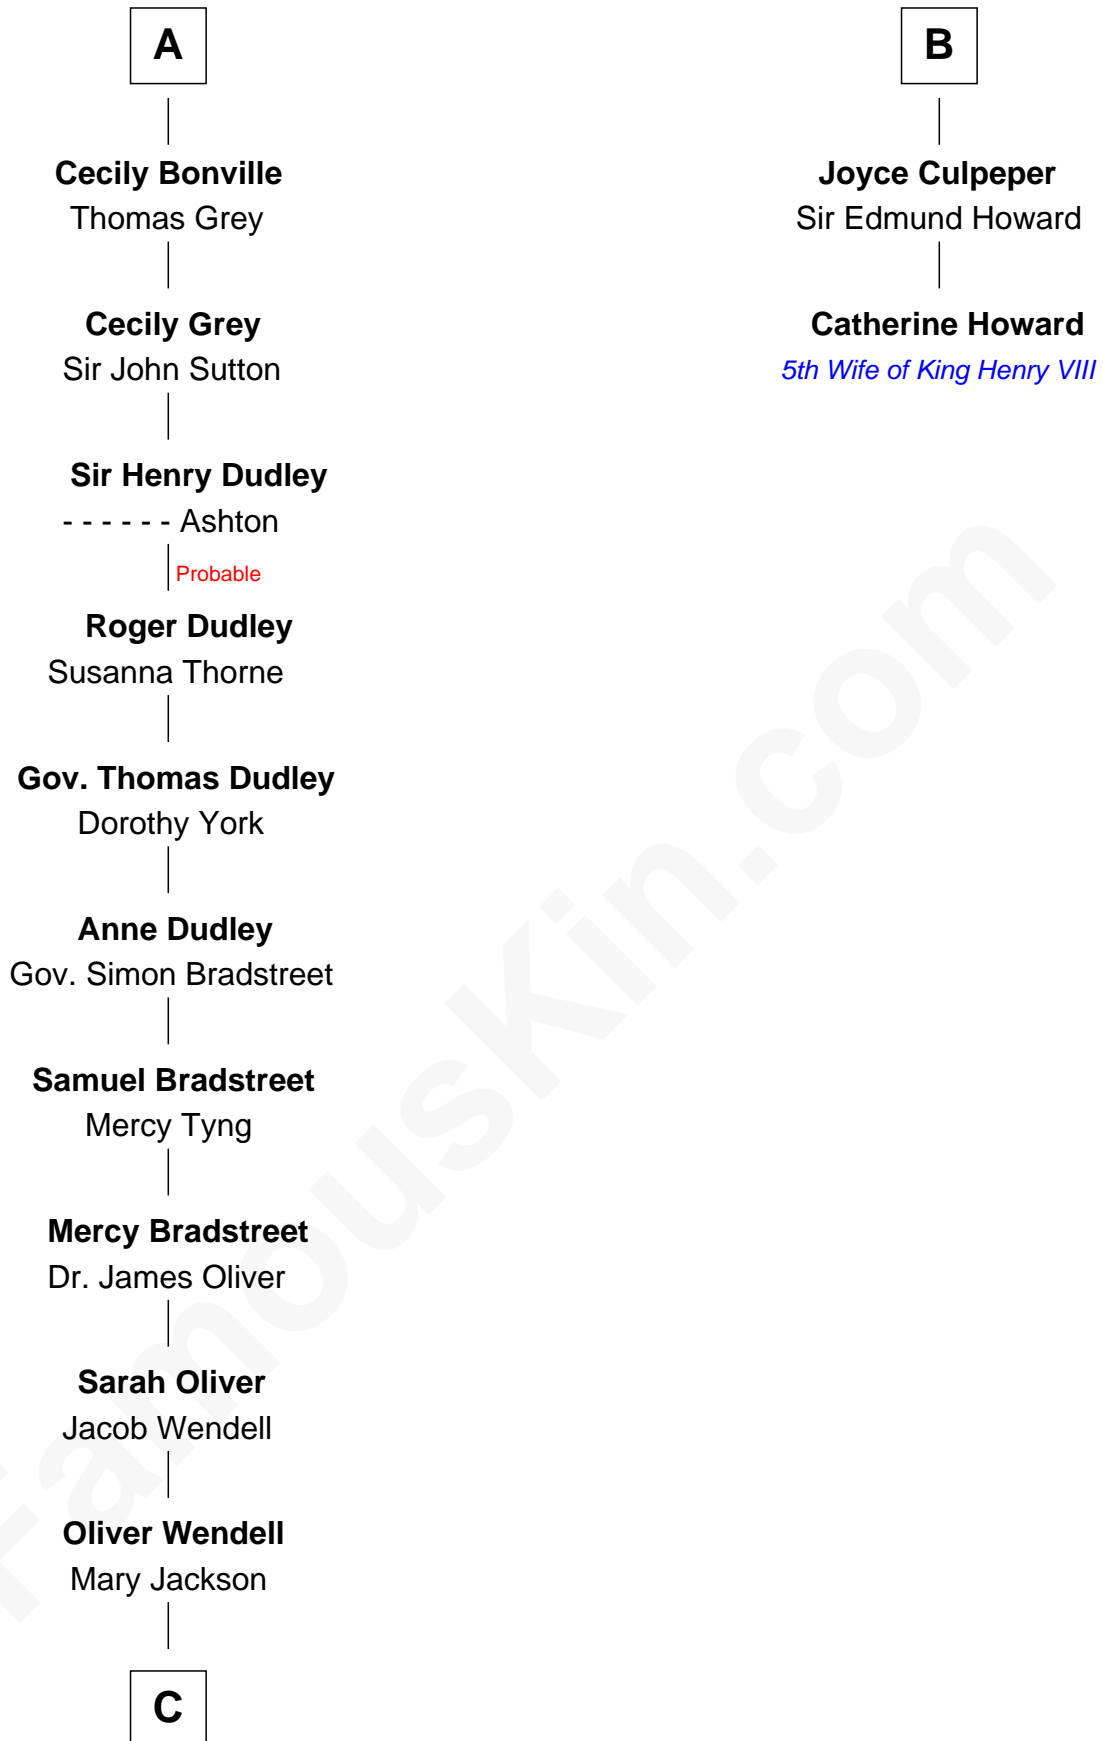 A
Cecily Bonville
Thomas Grey
Cecily Grey
Sir John Sutton
Sir Henry Dudley
- - - - - - Ashton
Probable
Roger Dudley
Susanna Thorne
Gov. Thomas Dudley
Dorothy York
Anne Dudley
Gov. Simon Bradstreet
Samuel Bradstreet
Mercy Tyng
Mercy Bradstreet
Dr. James Oliver
Sarah Oliver
Jacob Wendell
Oliver Wendell
Mary Jackson
C
B
Joyce Culpeper
Sir Edmund Howard
Catherine Howard
5th Wife of King Henry VIII
FamousKin.com